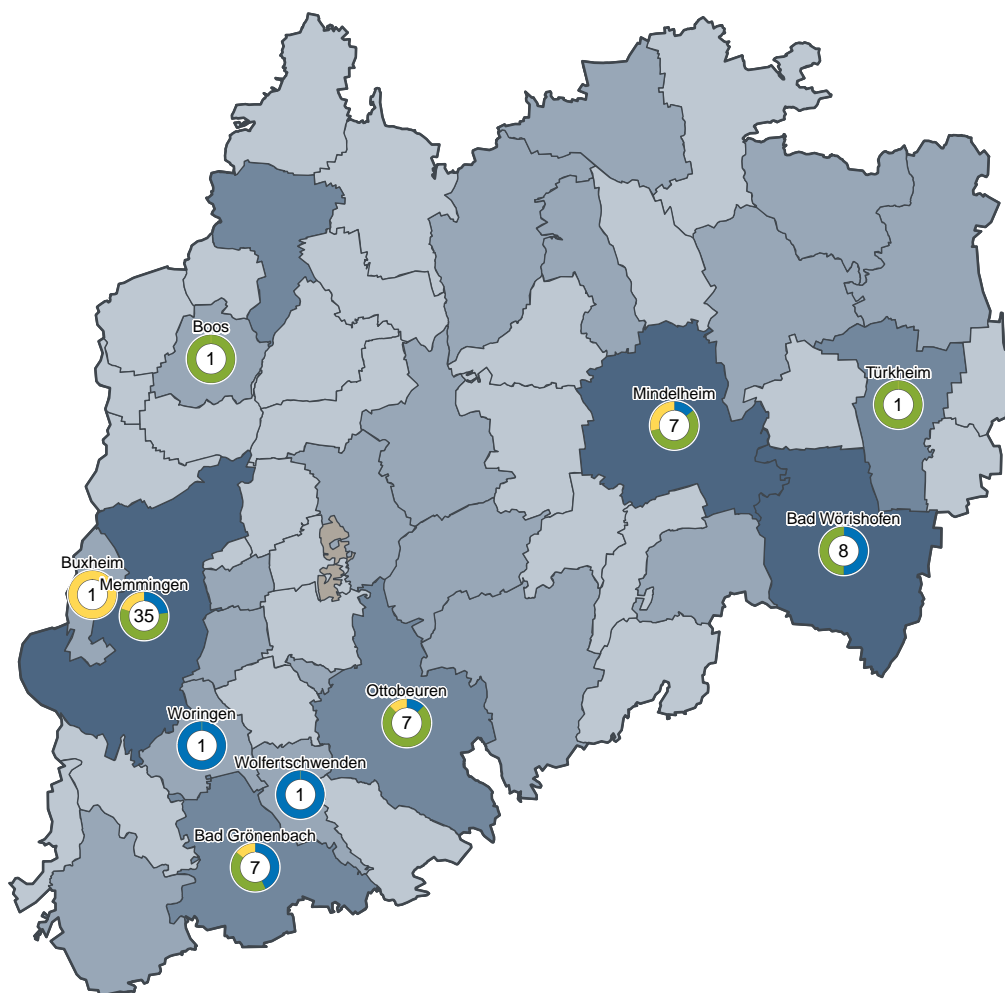 Boos
1
Türkheim
1
Mindelheim
7
Bad Wörishofen
8
Buxheim
1
Memmingen
35
Ottobeuren
7
Woringen
1
Wolfertschwenden
1
Bad Grönenbach
7